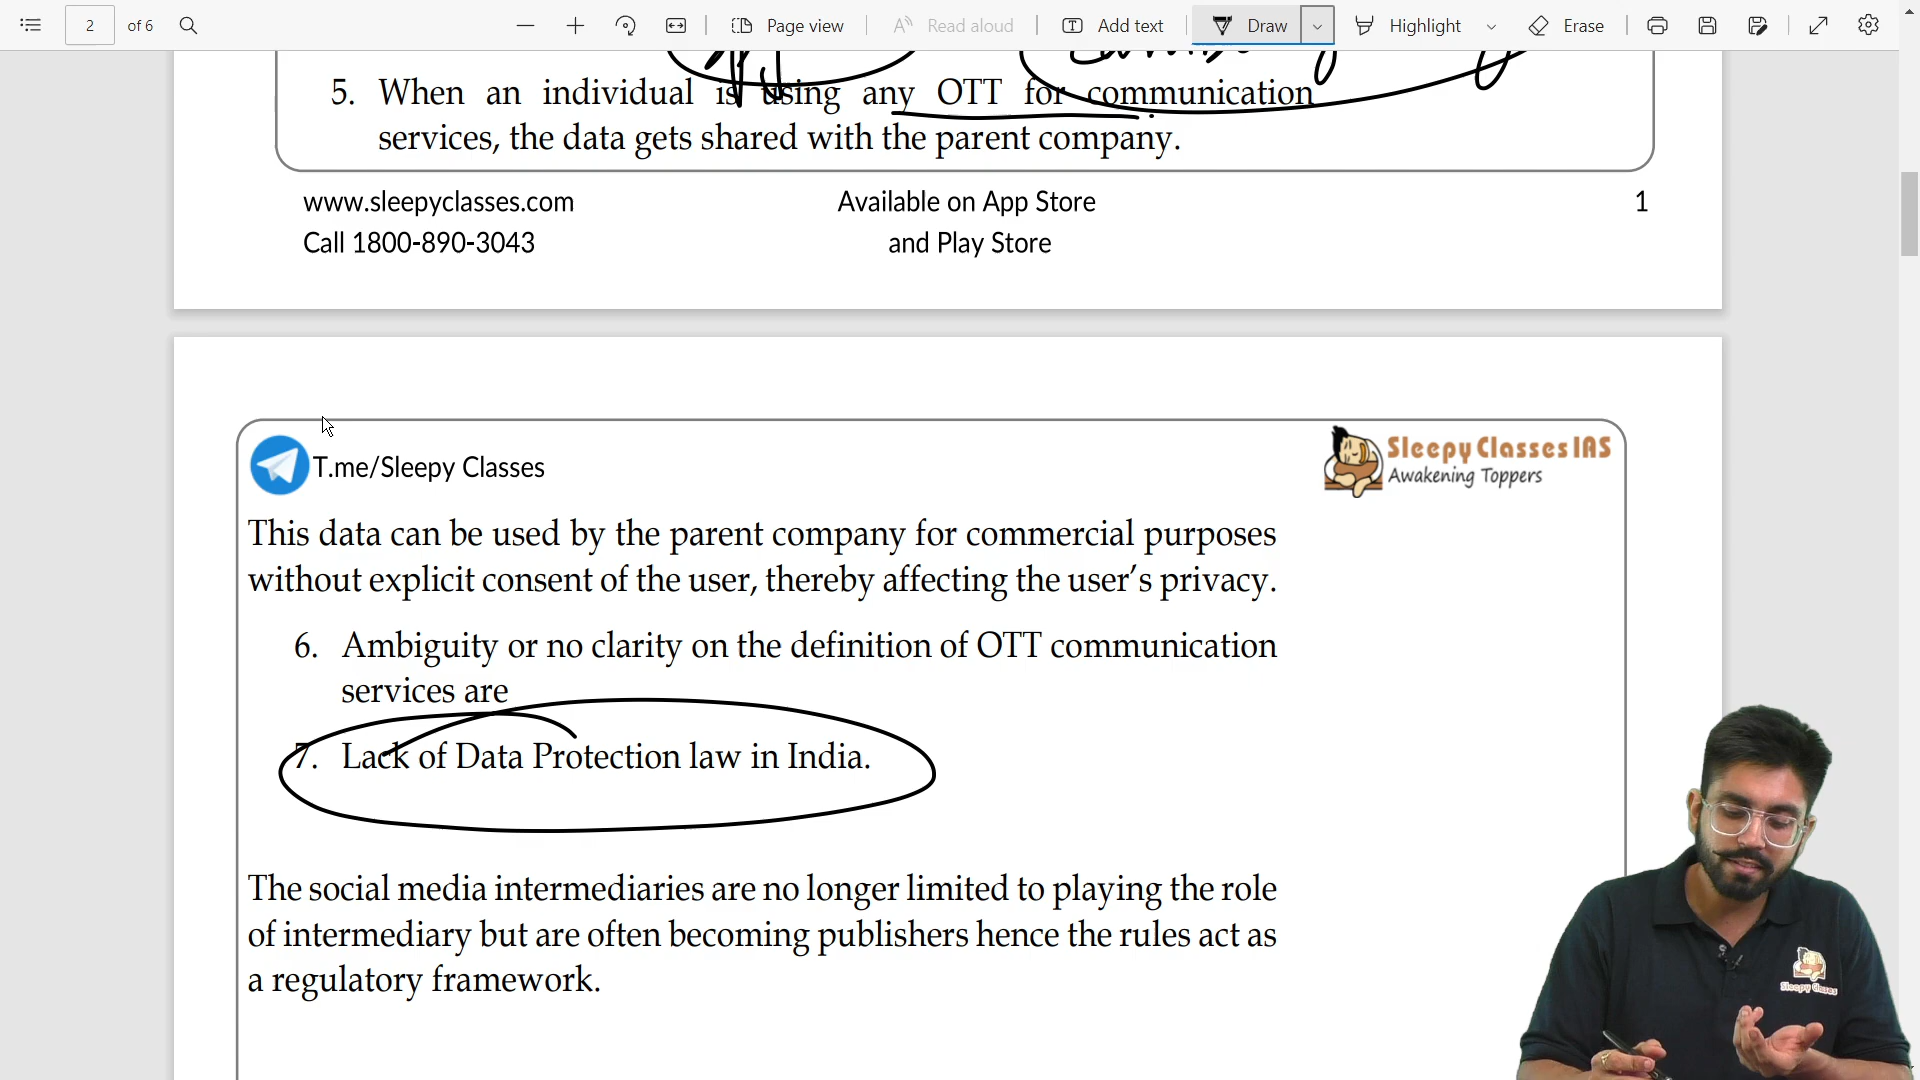 2
of 6
Page view
Read aloud
Add text
Draw
Highlight
Erase
5. When an individual is using any OTT for communication
services, the data gets shared with the parent company.
www.sleepyclasses.com
Call 1800-890-3043
Available on App Store
and Play Store
1
T.me/Sleepy Classes
Sleepy Classes IAS
Awakening Toppers
This data can be used by the parent company for commercial purposes
without explicit consent of the user, thereby affecting the user's privacy.
6. Ambiguity or no clarity on the definition of OTT communication
services are
7. Lack of Data Protection law in India.
The social media intermediaries are no longer limited to playing the role
of intermediary but are often becoming publishers hence the rules act as
a regulatory framework.
Sleepy Classes